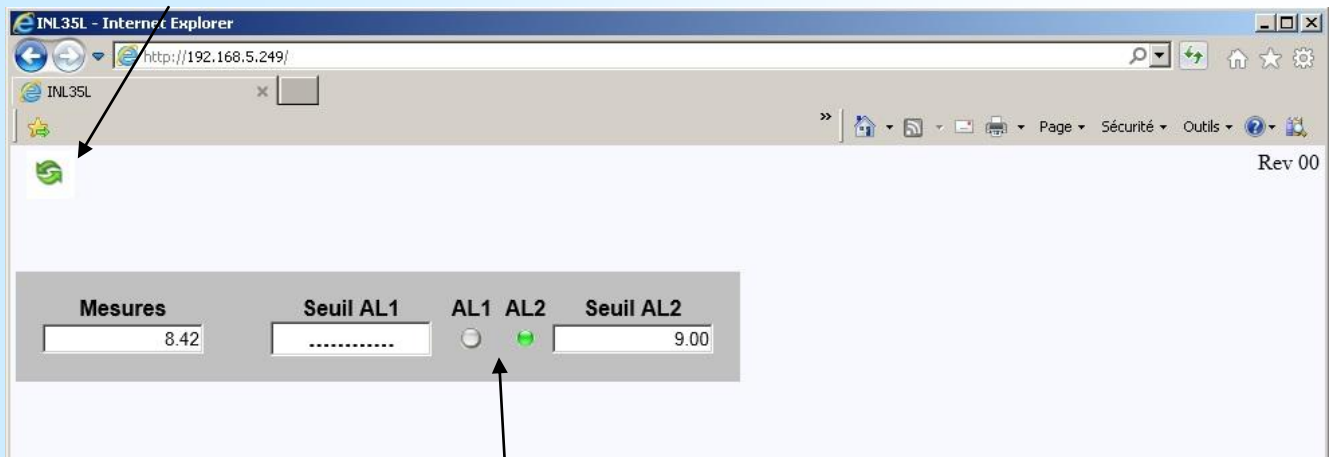 INL35L - Internet Explorer
http://192.168.5.249/
INL35L
» Page Sécurité Outils
Rev 00
Mesures Seuil AL1 AL1 AL2 Seuil AL2
8.42 ............ 9.00